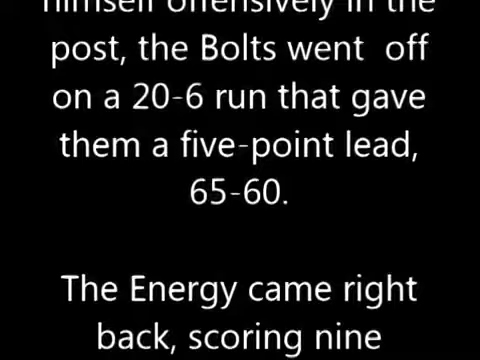 himself offensively in the
post, the Bolts went  off
on a 20-6 run that gave
them a five-point lead,
65-60.
The Energy came right
back, scoring nine